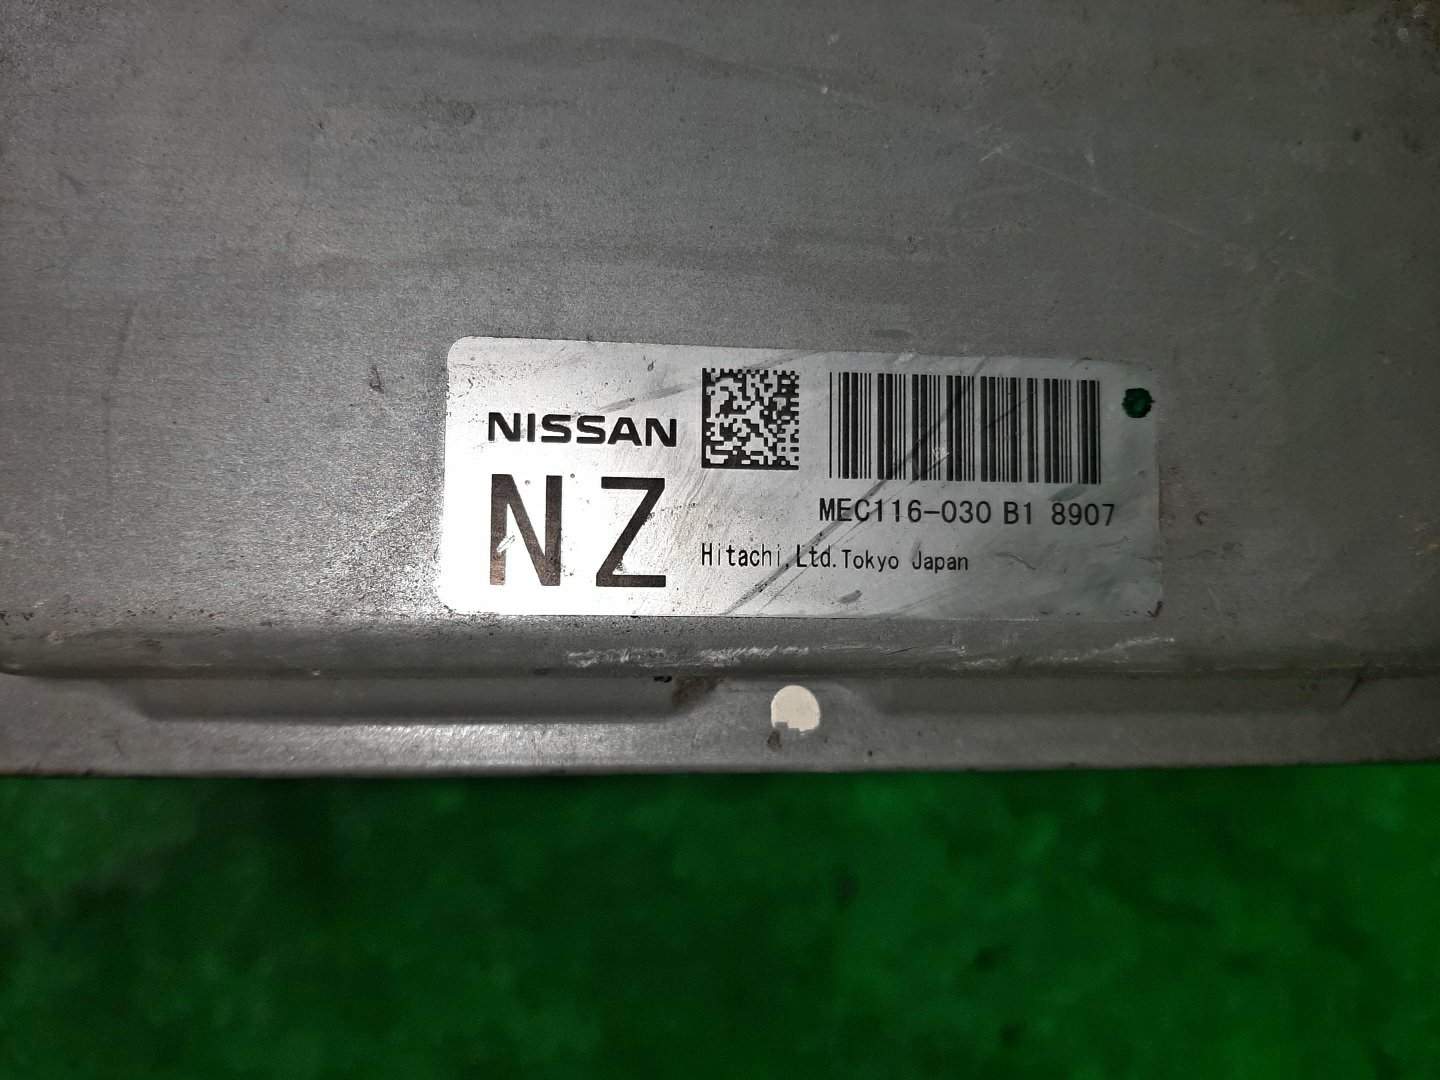 NISSAN
NZ
MEC116-030 B1 8907
Hitachi,Ltd.Tokyo Japan